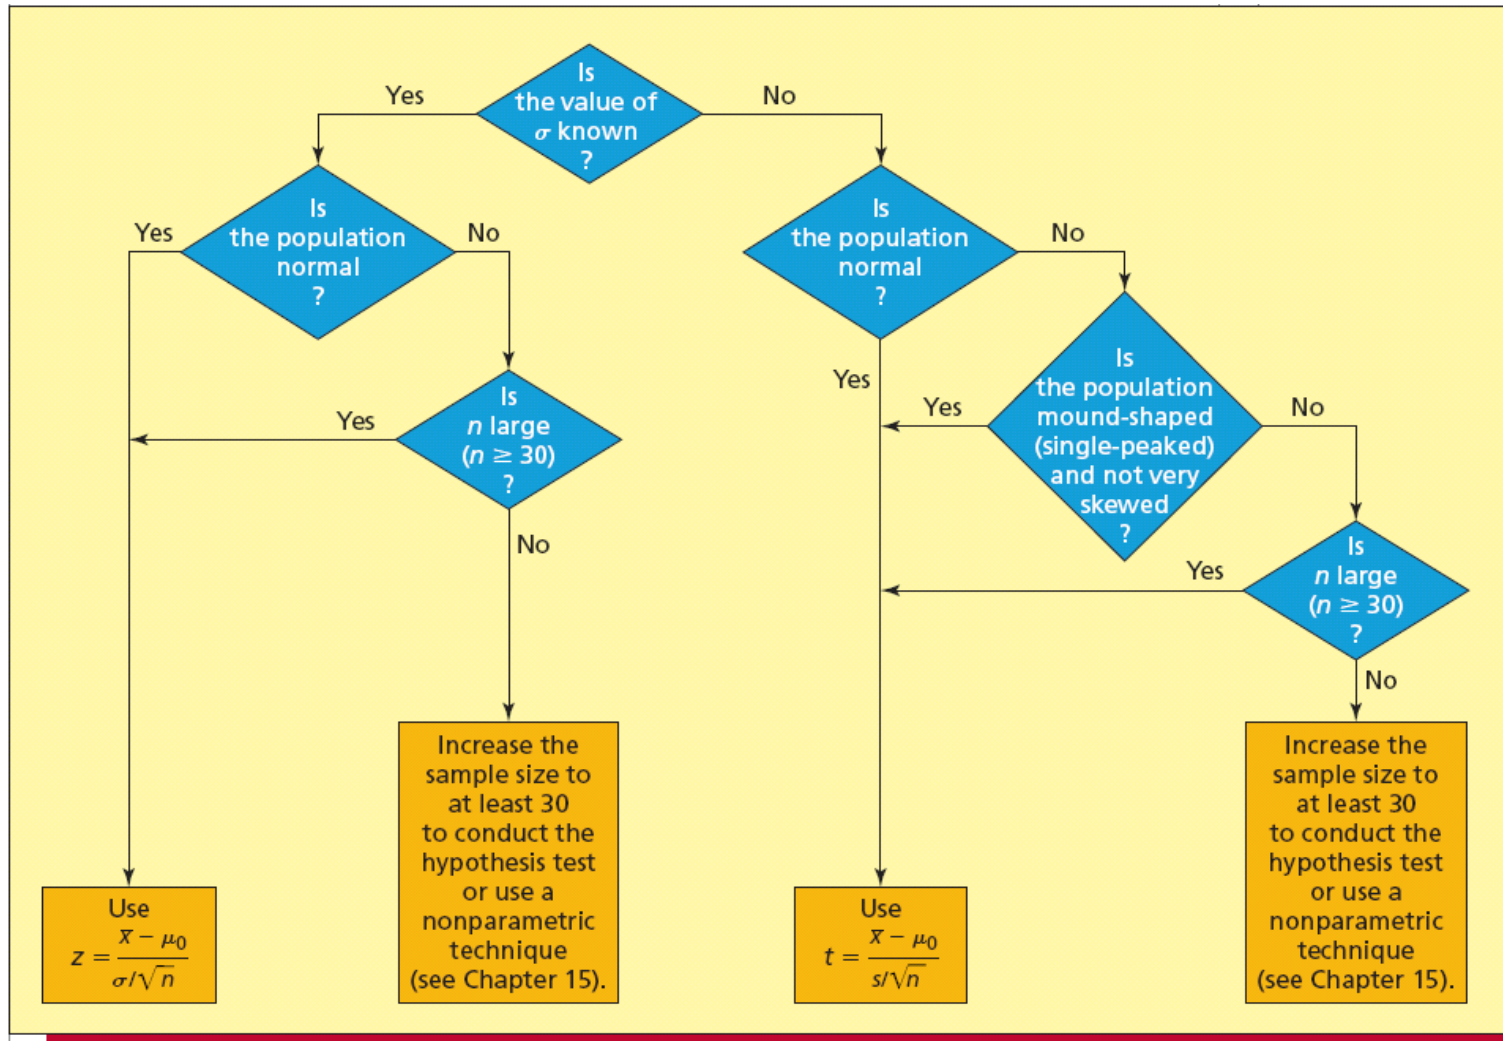 Is
the value of
σ known
?
Yes
No
Is
the population
normal
?
Yes
No
Is
n large
(n ≥ 30)
?
Yes
No
Is
the population
normal
?
Yes
No
Is
the population
mound-shaped
(single-peaked)
and not very
skewed
?
Yes
No
Is
n large
(n ≥ 30)
?
Yes
No
Use
z = (x̅ − μ₀) / (σ/√n)
Increase the
sample size to
at least 30
to conduct the
hypothesis test
or use a
nonparametric
technique
(see Chapter 15).
Use
t = (x̅ − μ₀) / (s/√n)
Increase the
sample size to
at least 30
to conduct the
hypothesis test
or use a
nonparametric
technique
(see Chapter 15).